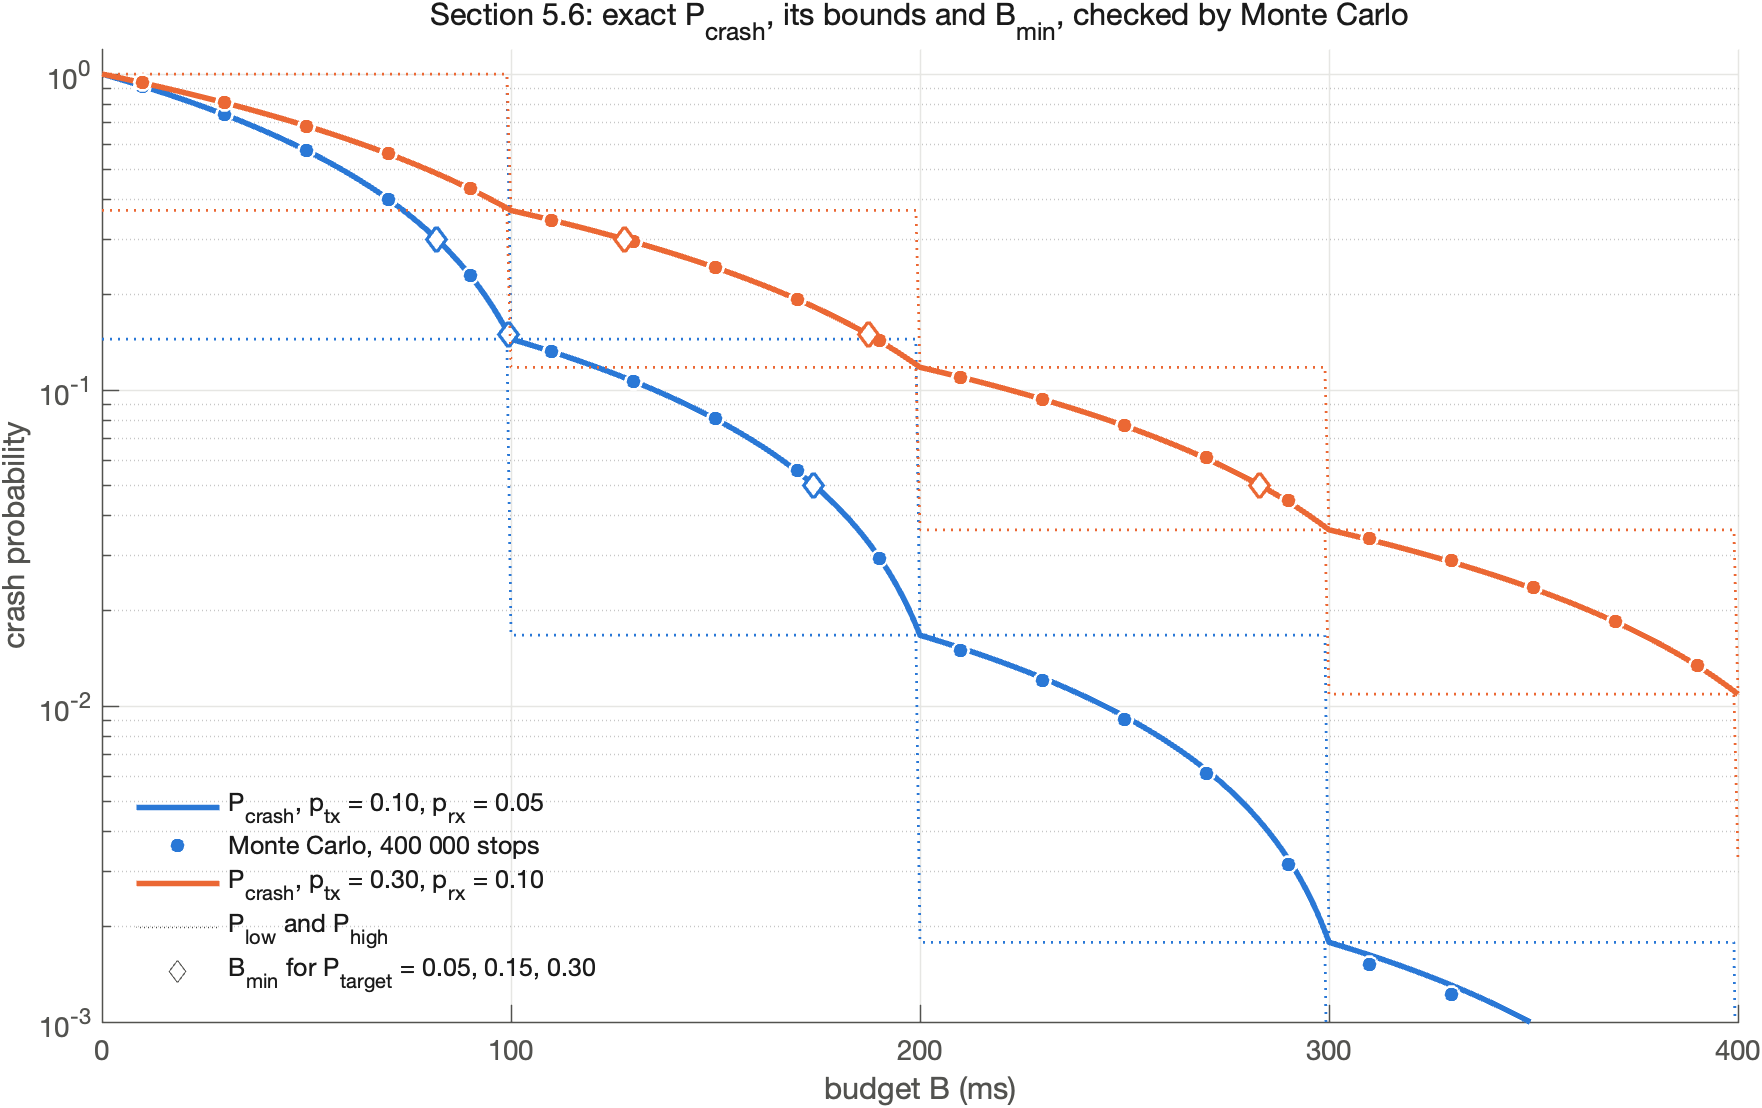 Section 5.6: exact P_crash, its bounds and B_min, checked by Monte Carlo
10^0
10^-1
10^-2
10^-3
crash probability
P_crash, p_tx = 0.10, p_rx = 0.05
Monte Carlo, 400 000 stops
P_crash, p_tx = 0.30, p_rx = 0.10
P_low and P_high
B_min for P_target = 0.05, 0.15, 0.30
0 100 200 300 400
budget B (ms)